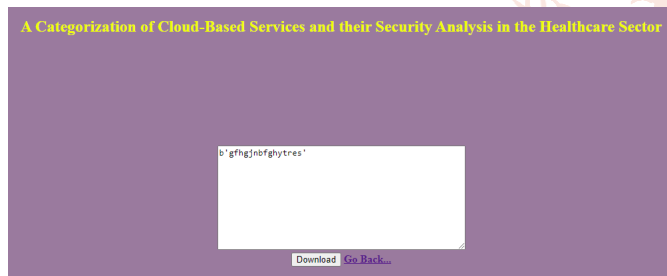 A Categorization of Cloud-Based Services and their Security Analysis in the Healthcare Sector
b'gfhgjnbfghytres'
Download Go Back...